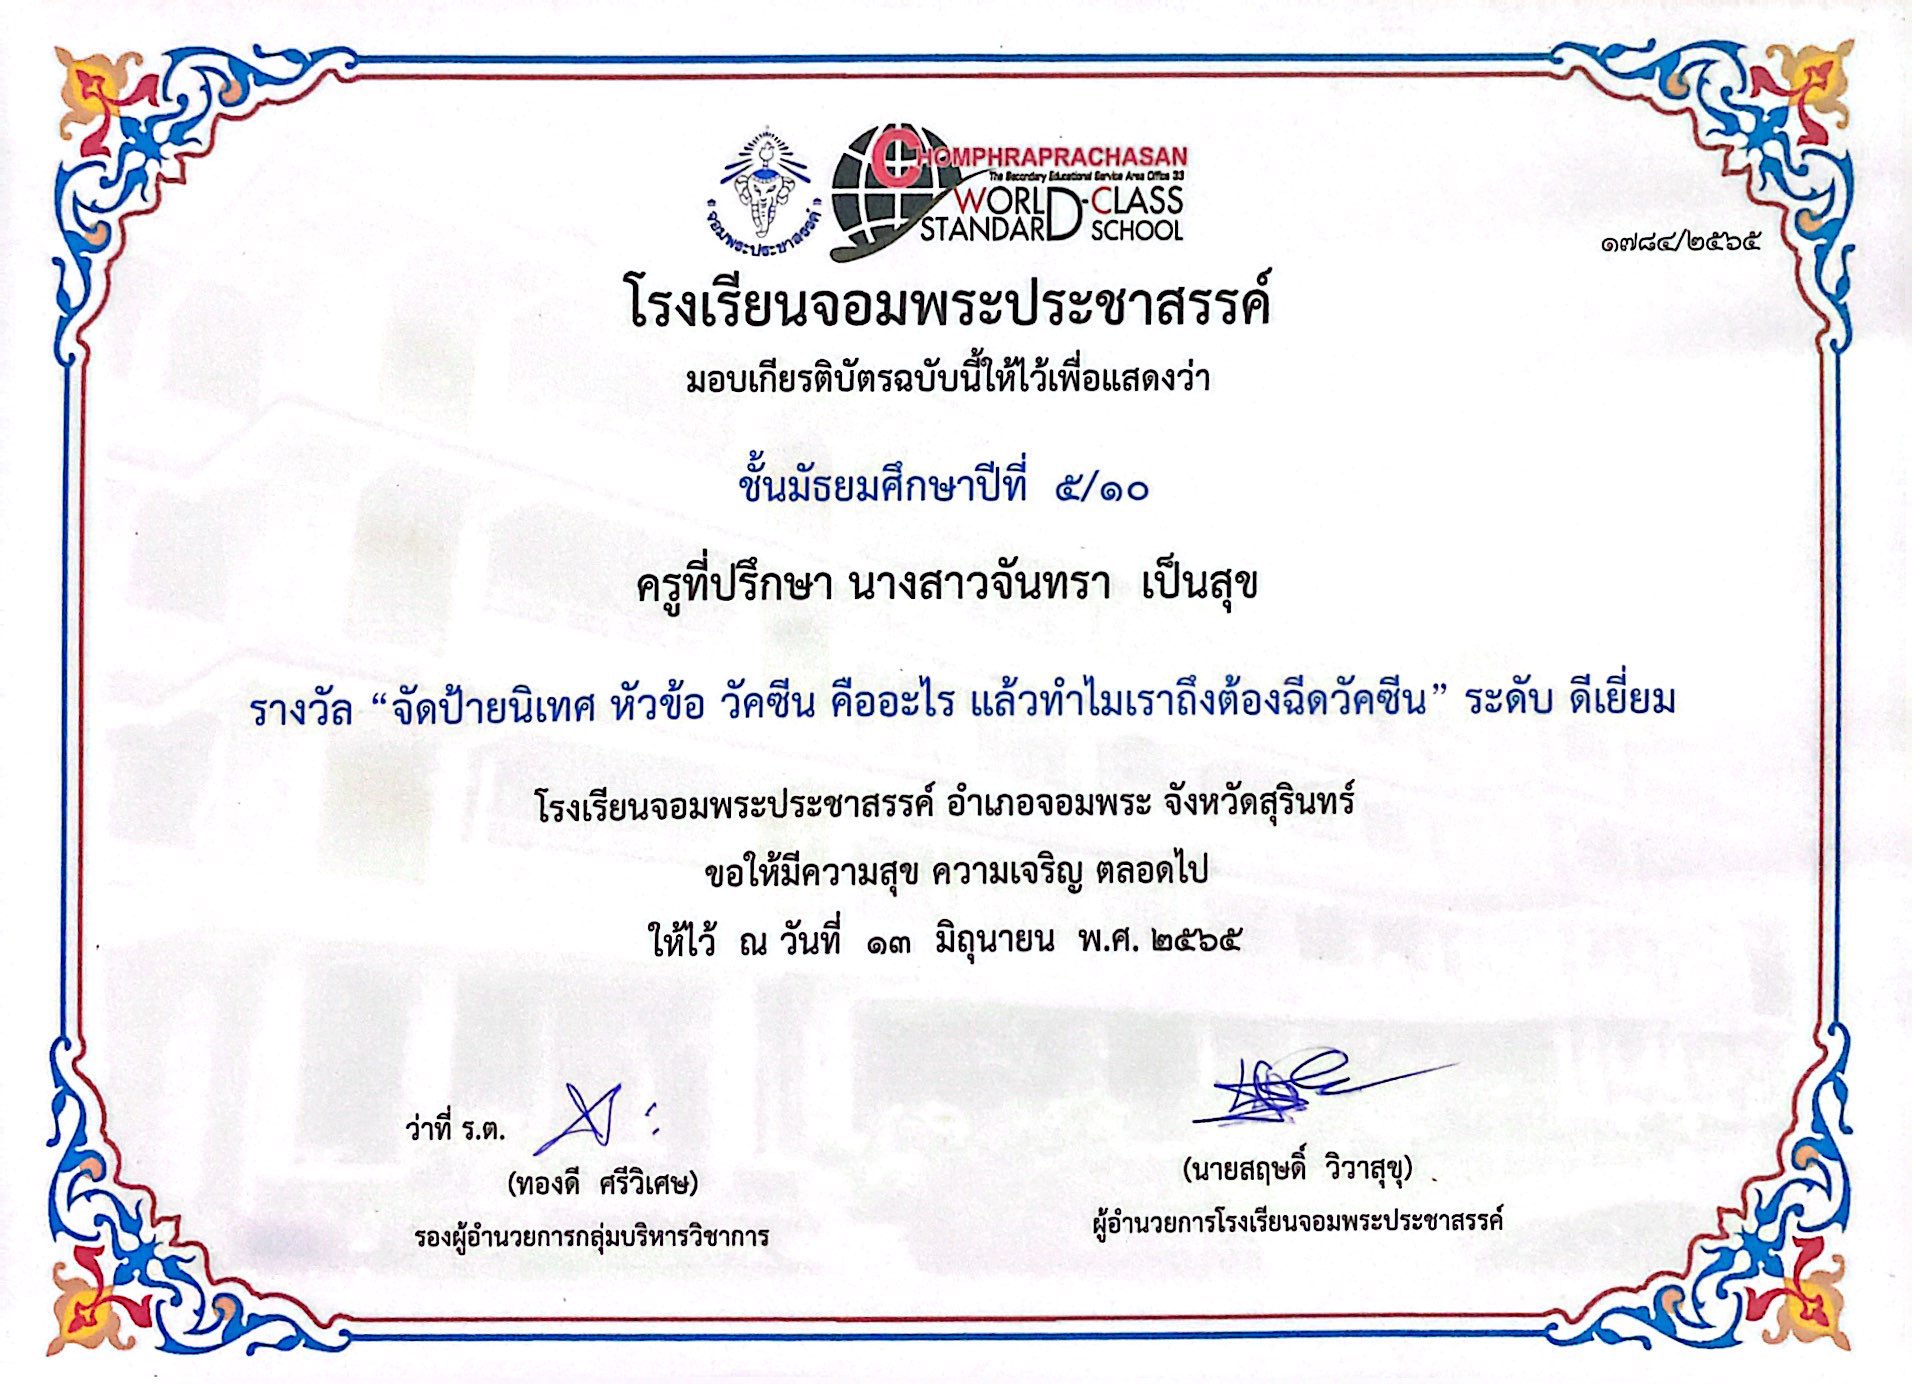 CHOMPHRAPRACHASAN
The Secondary Educational Service Area Office 33
WORLD-CLASS
STANDARD SCHOOL
จอมพระประชาสรรค์
๑๗๘๔/๒๕๖๕
โรงเรียนจอมพระประชาสรรค์
มอบเกียรติบัตรฉบับนี้ให้ไว้เพื่อแสดงว่า
ชั้นมัธยมศึกษาปีที่ ๕/๑๐
ครูที่ปรึกษา นางสาวจันทรา เป็นสุข
รางวัล “จัดป้ายนิเทศ หัวข้อ วัคซีน คืออะไร แล้วทำไมเราถึงต้องฉีดวัคซีน” ระดับ ดีเยี่ยม
โรงเรียนจอมพระประชาสรรค์ อำเภอจอมพระ จังหวัดสุรินทร์
ขอให้มีความสุข ความเจริญ ตลอดไป
ให้ไว้ ณ วันที่ ๑๓ มิถุนายน พ.ศ. ๒๕๖๕
ว่าที่ ร.ต.
(ทองดี ศรีวิเศษ)
รองผู้อำนวยการกลุ่มบริหารวิชาการ
(นายสฤษดิ์ วิวาสุขุ)
ผู้อำนวยการโรงเรียนจอมพระประชาสรรค์